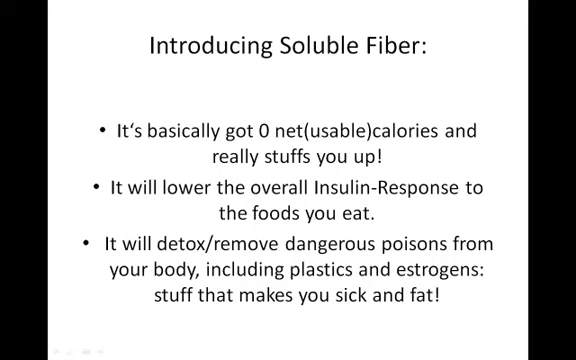 Introducing Soluble Fiber:
• It‘s basically got 0 net(usable)calories and
really stuffs you up!
• It will lower the overall Insulin-Response to
the foods you eat.
• It will detox/remove dangerous poisons from
your body, including plastics and estrogens:
stuff that makes you sick and fat!